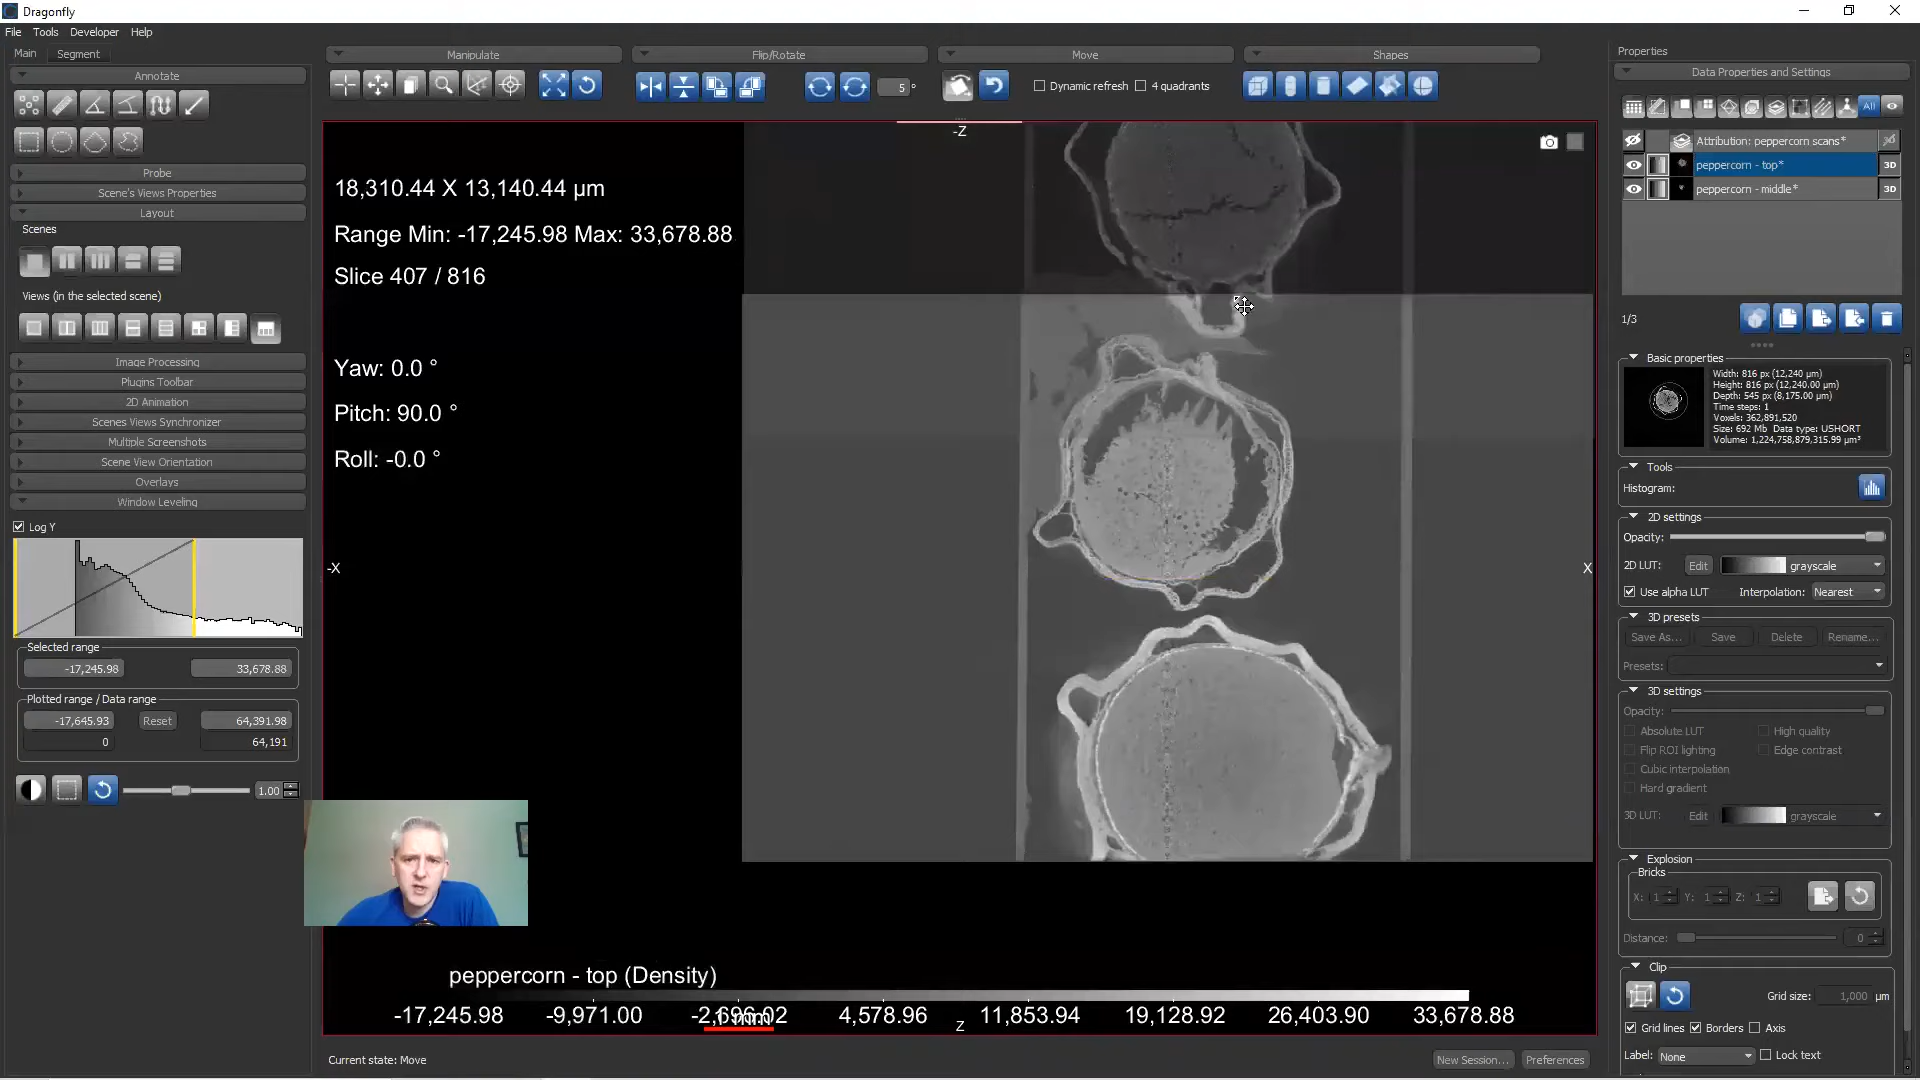 Dragonfly
File Tools Developer Help
Main Segment
Manipulate
Flip/Rotate
Move
Shapes
Properties
Annotate
Data Properties and Settings
5 °
Dynamic refresh
4 quadrants
All
-Z
Attribution: peppercorn scans*
peppercorn - top* 3D
peppercorn - middle* 3D
18,310.44 X 13,140.44 µm
Range Min: -17,245.98 Max: 33,678.88
Slice 407 / 816
Yaw: 0.0 °
Pitch: 90.0 °
Roll: -0.0 °
-X
X
Probe
Scene's Views Properties
Layout
Scenes
Views (in the selected scene)
Image Processing
Plugins Toolbar
2D Animation
Scenes Views Synchronizer
Multiple Screenshots
Scene View Orientation
Overlays
Window Leveling
Log Y
Selected range
-17,245.98 33,678.88
Plotted range / Data range
-17,645.93 Reset 64,391.98
0 64,191
1.00
1/3
Basic properties
Width: 816 px (12,240 µm)
Height: 816 px (12,240.00 µm)
Depth: 545 px (8,175.00 µm)
Time steps: 1
Voxels: 362,891,520
Size: 692 Mb Data type: USHORT
Volume: 1,224,758,879,315.99 µm³
Tools
Histogram:
2D settings
Opacity:
2D LUT: Edit grayscale
Use alpha LUT Interpolation: Nearest
3D presets
Save As... Save Delete Rename...
Presets:
3D settings
Opacity:
Absolute LUT High quality
Flip ROI lighting Edge contrast
Cubic interpolation
Hard gradient
3D LUT: Edit grayscale
Explosion
Bricks
X: 1 Y: 1 Z: 1
Distance: 0
Clip
Grid size: 1,000 µm
Grid lines Borders Axis
Label: None Lock text
peppercorn - top (Density)
-17,245.98 -9,971.00 -2,696.02 4,578.96 11,853.94 19,128.92 26,403.90 33,678.88
1 mm
Z
Current state: Move
New Session... Preferences